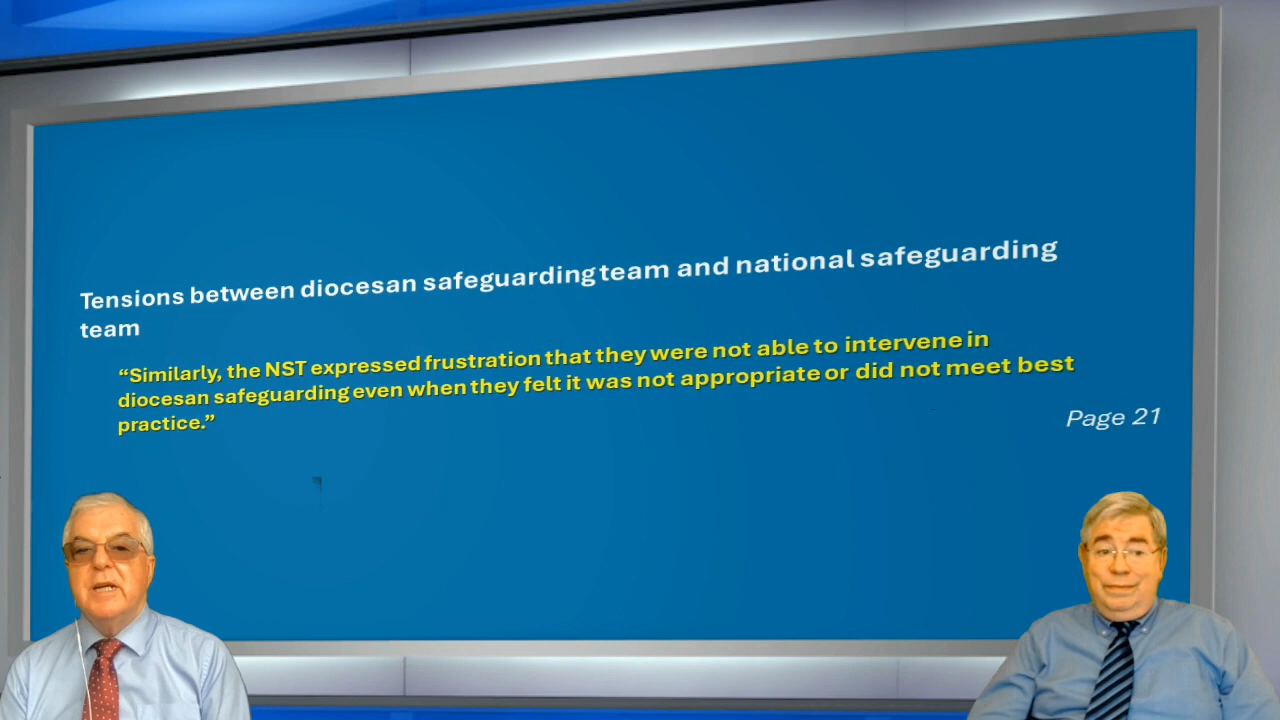 Tensions between diocesan safeguarding team and national safeguarding
team
“Similarly, the NST expressed frustration that they were not able to intervene in
diocesan safeguarding even when they felt it was not appropriate or did not meet best
practice.”
Page 21